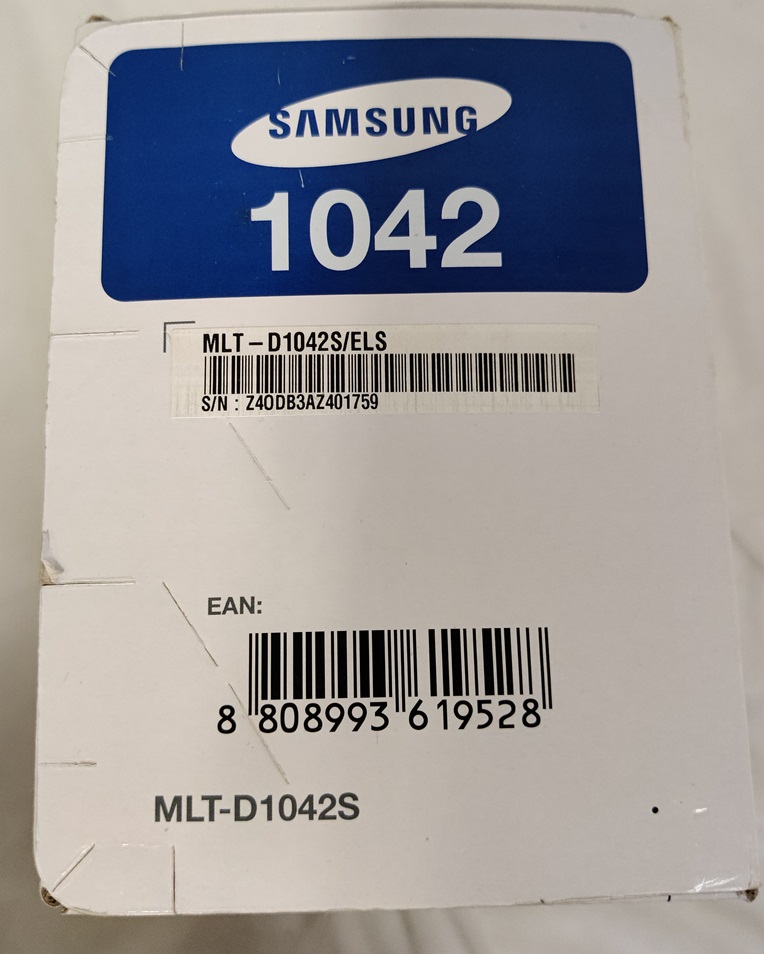 SAMSUNG
1042
MLT-D1042S/ELS
S/N : Z4ODB3AZ401759
EAN:
8 808993 619528
MLT-D1042S